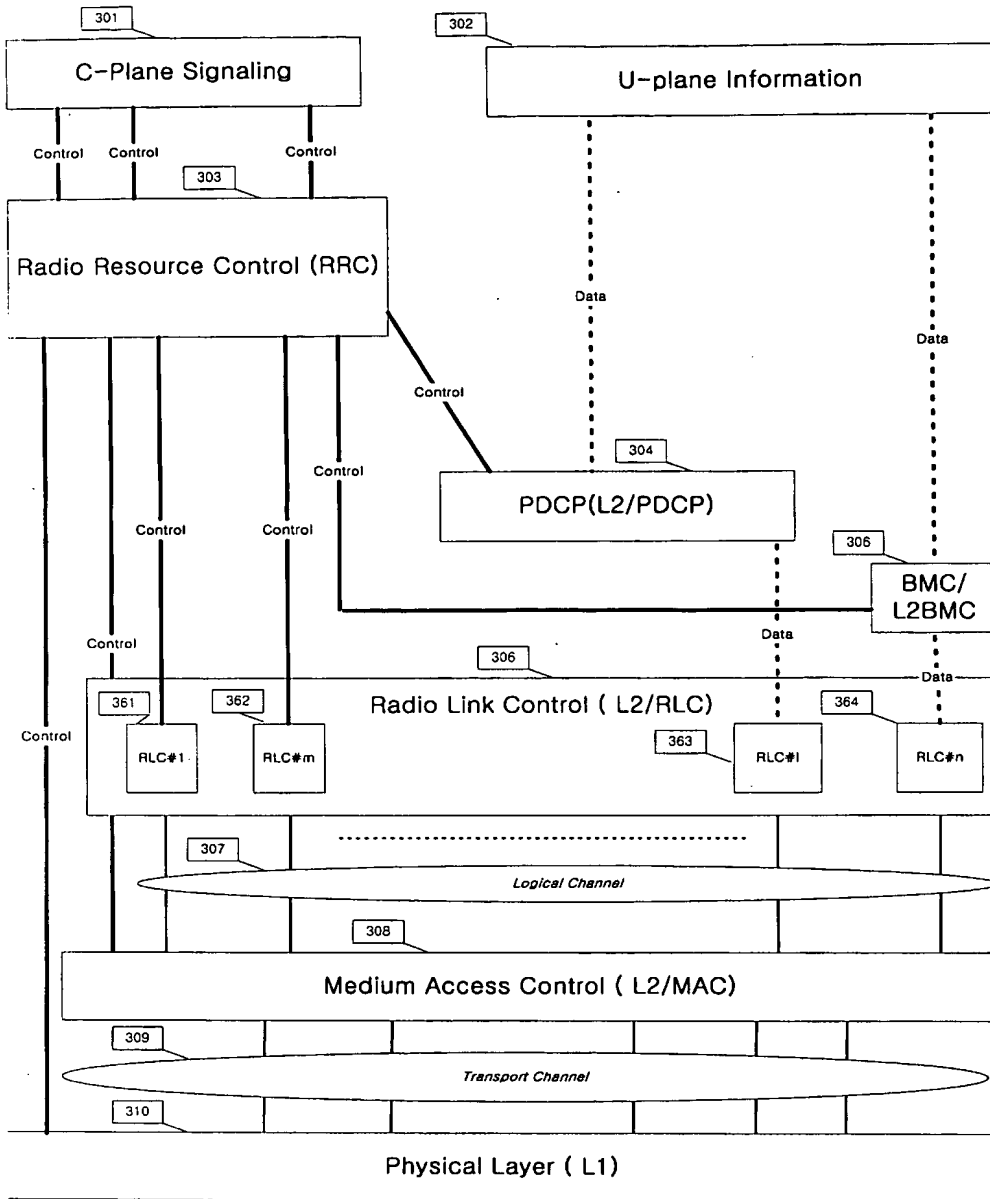 301
C-Plane Signaling
302
U-plane Information
Control
Control
Control
303
Radio Resource Control (RRC)
Data
Data
Control
304
PDCP(L2/PDCP)
Control
Control
Control
306
BMC/
L2BMC
Data
Control
306
Data
Radio Link Control ( L2/RLC)
361
362
363
364
Control
RLC#1
RLC#m
RLC#l
RLC#n
307
Logical Channel
308
Medium Access Control ( L2/MAC)
309
Transport Channel
310
Physical Layer ( L1)